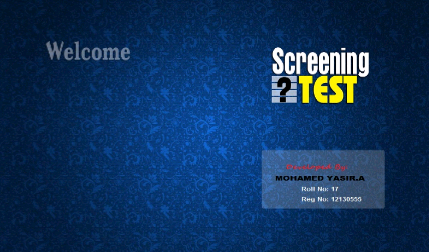 Welcome
Screening
? TEST
Developed By,
MOHAMED YASIR.A
Roll No: 17
Reg No: 12130555